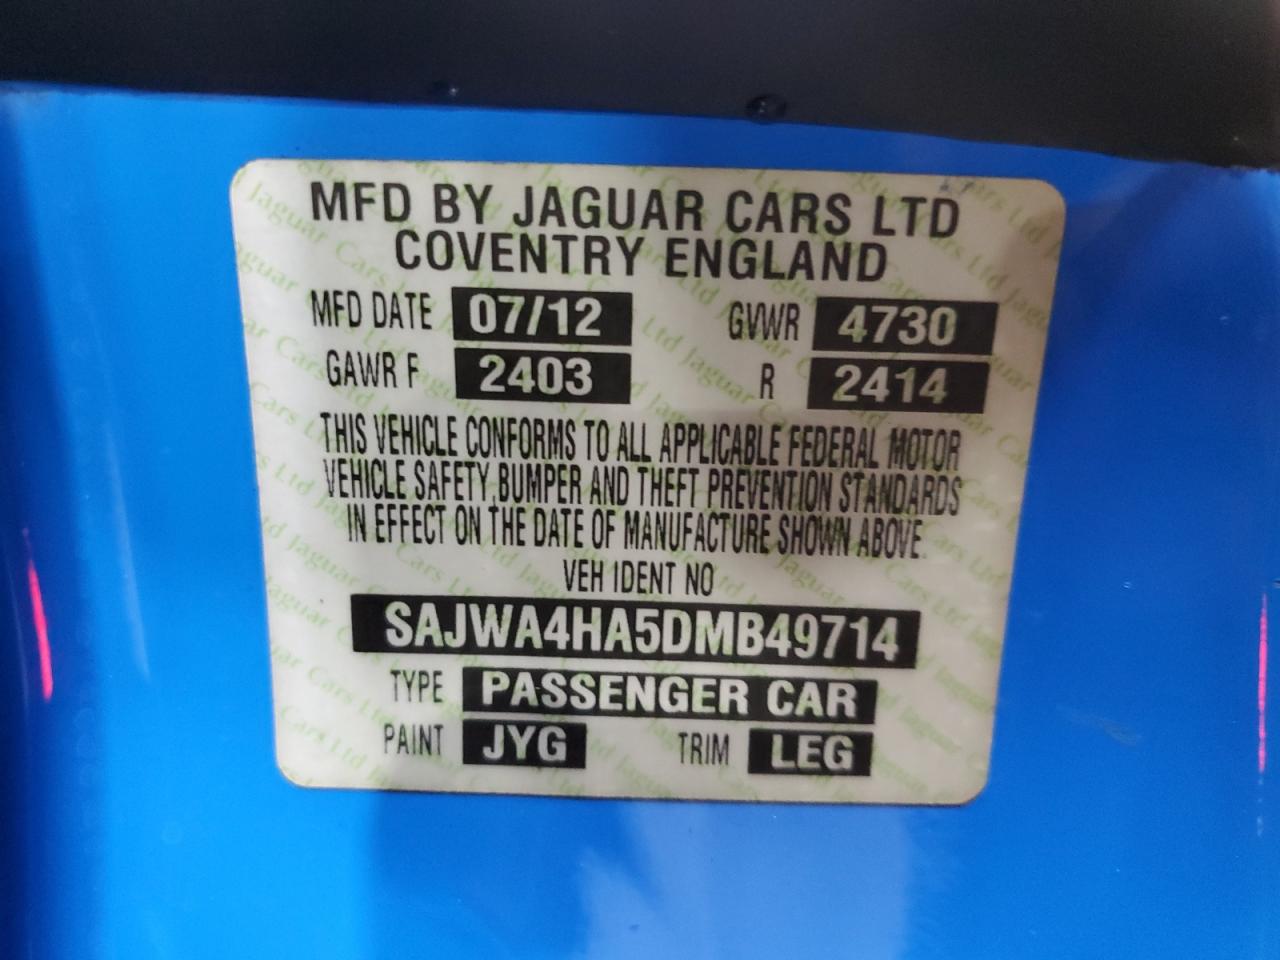 MFD BY JAGUAR CARS LTD
COVENTRY ENGLAND
MFD DATE 07/12 GVWR 4730
GAWR F 2403 R 2414
THIS VEHICLE CONFORMS TO ALL APPLICABLE FEDERAL MOTOR
VEHICLE SAFETY, BUMPER AND THEFT PREVENTION STANDARDS
IN EFFECT ON THE DATE OF MANUFACTURE SHOWN ABOVE.
VEH IDENT NO
SAJWA4HA5DMB49714
TYPE PASSENGER CAR
PAINT JYG TRIM LEG